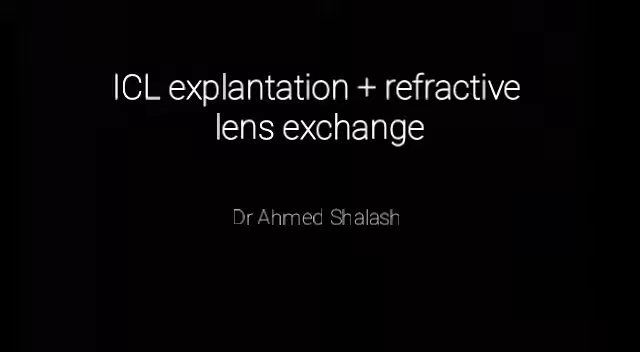 ICL explantation + refractive
lens exchange
Dr Ahmed Shalash